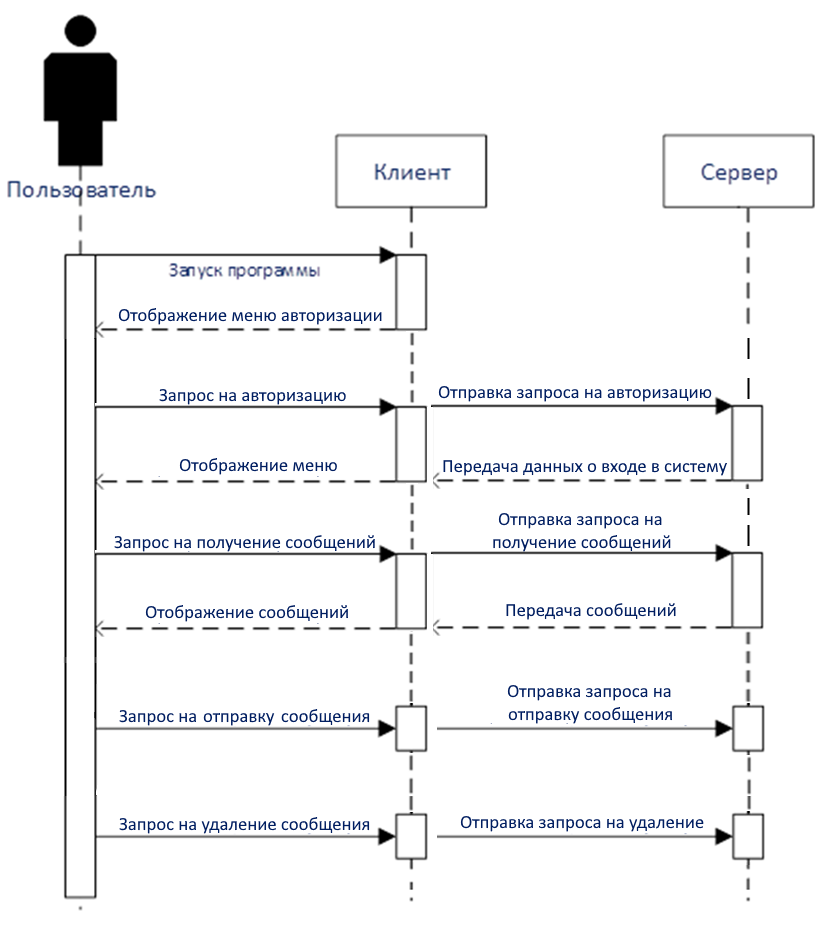 Клиент
Сервер
Пользователь
Запуск программы
Отображение меню авторизации
Запрос на авторизацию
Отправка запроса на авторизацию
Отображение меню
Передача данных о входе в систему
Запрос на получение сообщений
Отправка запроса на
получение сообщений
Отображение сообщений
Передача сообщений
Запрос на отправку сообщения
Отправка запроса на
отправку сообщения
Запрос на удаление сообщения
Отправка запроса на удаление